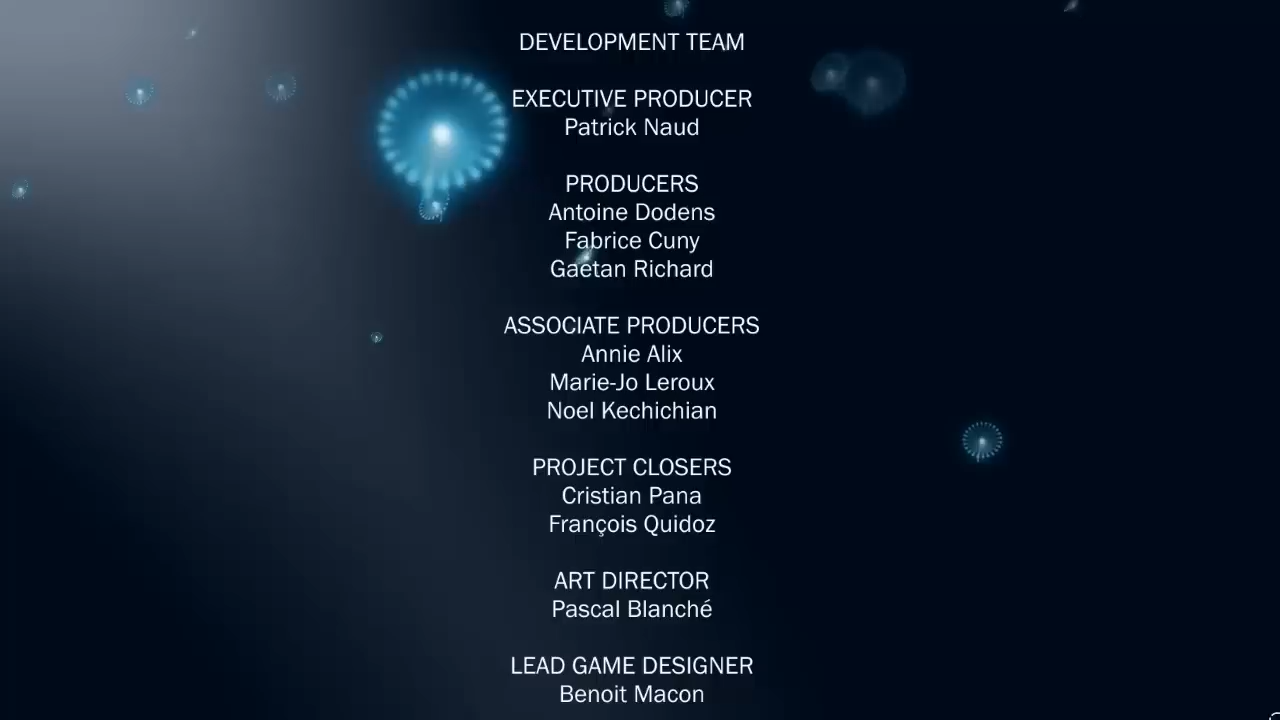 DEVELOPMENT TEAM
EXECUTIVE PRODUCER
Patrick Naud
PRODUCERS
Antoine Dodens
Fabrice Cuny
Gaetan Richard
ASSOCIATE PRODUCERS
Annie Alix
Marie-Jo Leroux
Noel Kechichian
PROJECT CLOSERS
Cristian Pana
François Quidoz
ART DIRECTOR
Pascal Blanché
LEAD GAME DESIGNER
Benoit Macon